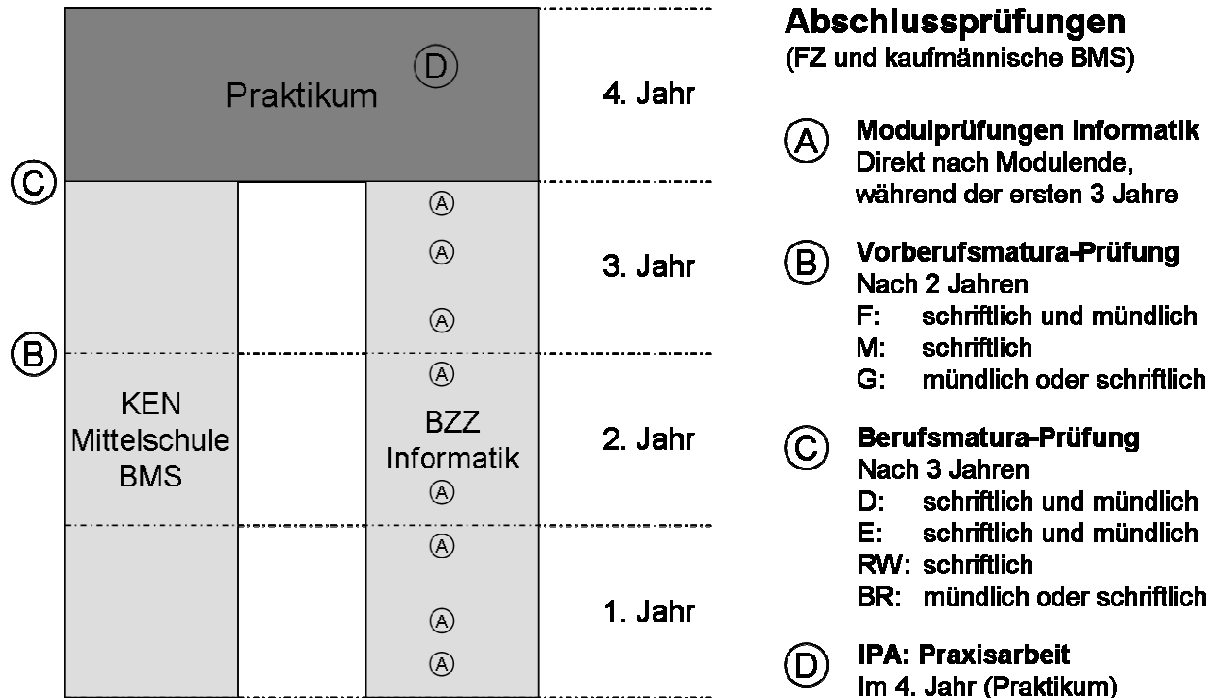 D
Praktikum
4. Jahr
C
A
A
3. Jahr
A
B
A
KEN
Mittelschule
BMS
BZZ
Informatik
2. Jahr
A
A
A
1. Jahr
A
Abschlussprüfungen
(FZ und kaufmännische BMS)
A Modulprüfungen Informatik
Direkt nach Modulende,
während der ersten 3 Jahre
B Vorberufsmatura-Prüfung
Nach 2 Jahren
F: schriftlich und mündlich
M: schriftlich
G: mündlich oder schriftlich
C Berufsmatura-Prüfung
Nach 3 Jahren
D: schriftlich und mündlich
E: schriftlich und mündlich
RW: schriftlich
BR: mündlich oder schriftlich
D IPA: Praxisarbeit
Im 4. Jahr (Praktikum)